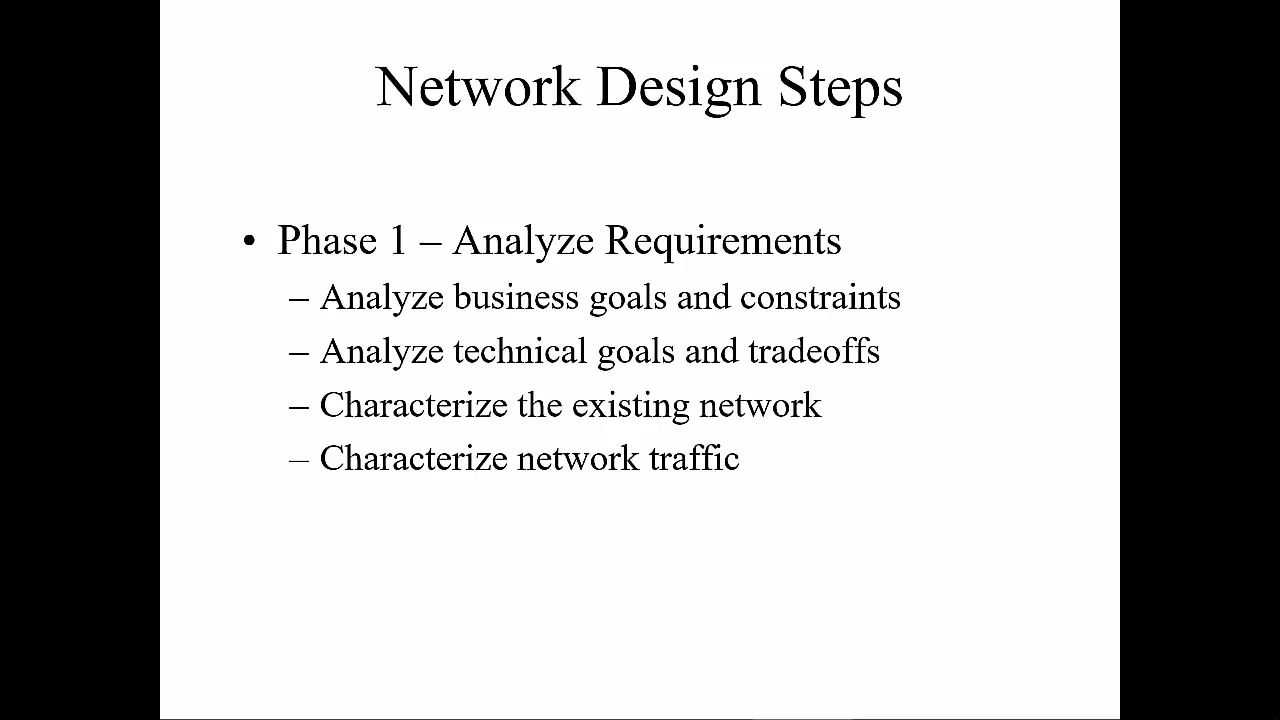 Network Design Steps
• Phase 1 – Analyze Requirements
– Analyze business goals and constraints
– Analyze technical goals and tradeoffs
– Characterize the existing network
– Characterize network traffic